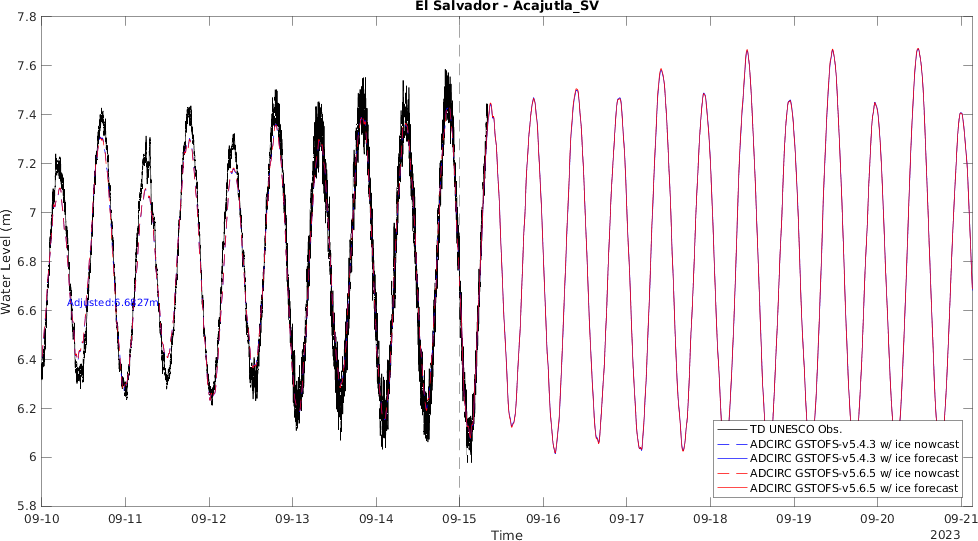 El Salvador - Acajutla_SV
7.8
7.6
7.4
7.2
7
6.8
6.6
6.4
6.2
6
5.8
Water Level (m)
Adjusted:6.6827m
TD UNESCO Obs.
ADCIRC GSTOFS-v5.4.3 w/ ice nowcast
ADCIRC GSTOFS-v5.4.3 w/ ice forecast
ADCIRC GSTOFS-v5.6.5 w/ ice nowcast
ADCIRC GSTOFS-v5.6.5 w/ ice forecast
09-10 09-11 09-12 09-13 09-14 09-15 09-16 09-17 09-18 09-19 09-20 09-21
Time
2023